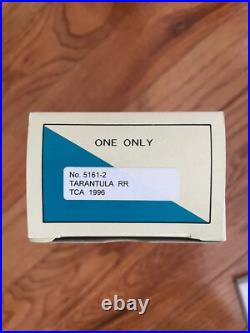 ONE ONLY
No. 5161-2
TARANTULA RR
TCA 1996